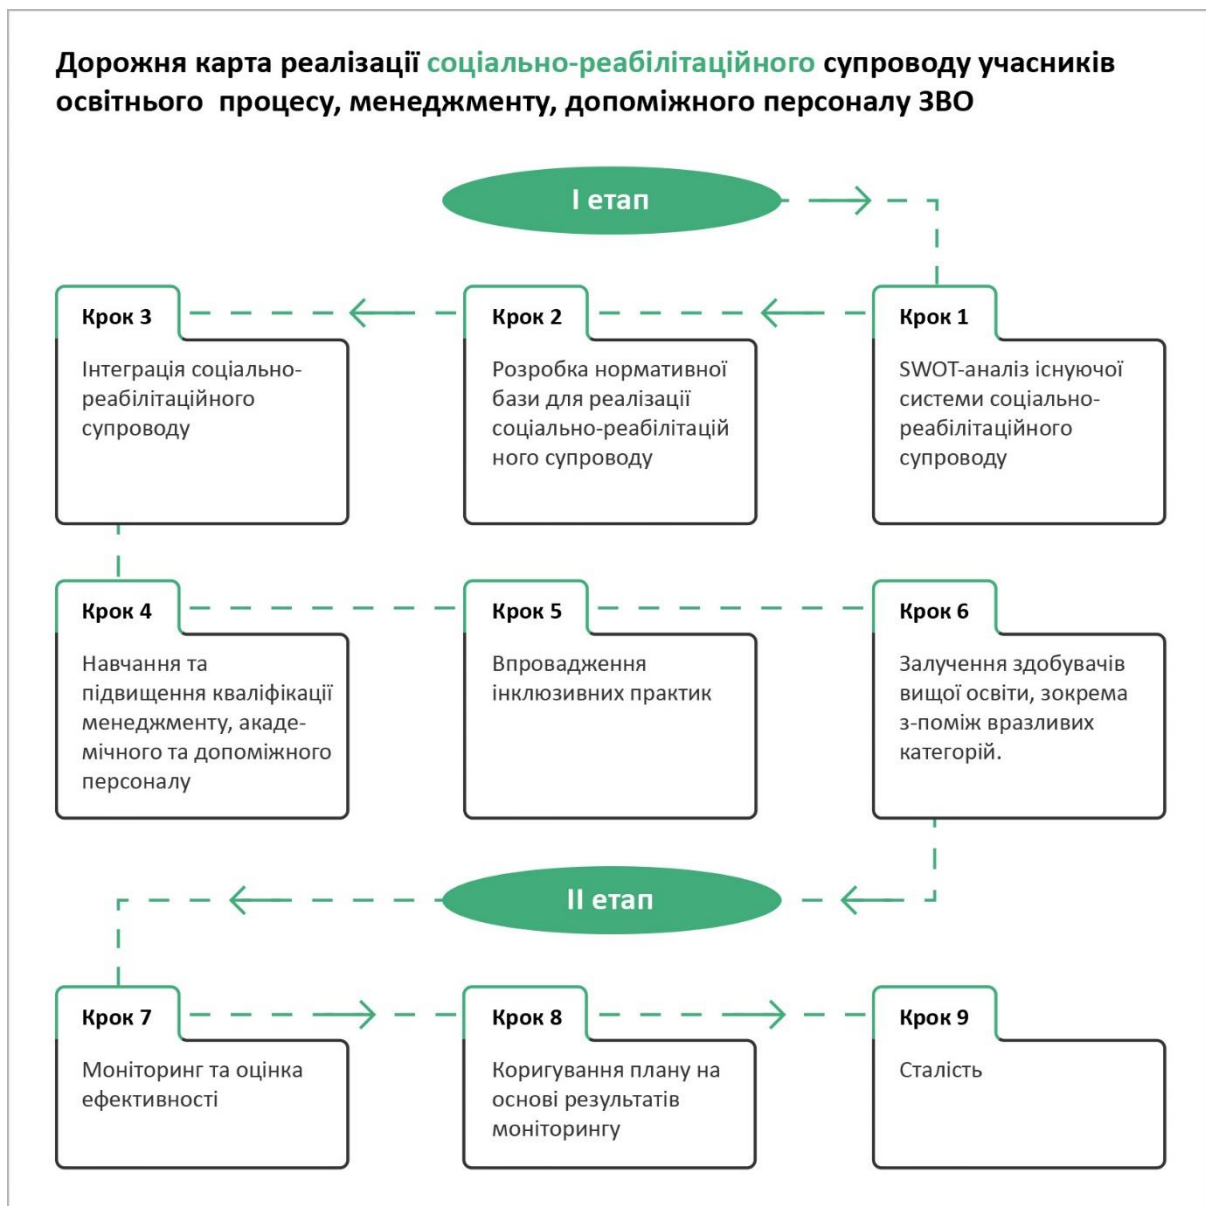 Дорожня карта реалізації соціально-реабілітаційного супроводу учасників
освітнього процесу, менеджменту, допоміжного персоналу ЗВО
І етап
Крок 1
SWOT-аналіз існуючої
системи соціально-
реабілітаційного
супроводу
Крок 2
Розробка нормативної
бази для реалізації
соціально-реабілітацій
ного супроводу
Крок 3
Інтеграція соціально-
реабілітаційного
супроводу
Крок 4
Навчання та
підвищення кваліфікації
менеджменту, акаде-
мічного та допоміжного
персоналу
Крок 5
Впровадження
інклюзивних практик
Крок 6
Залучення здобувачів
вищої освіти, зокрема
з-поміж вразливих
категорій.
ІІ етап
Крок 7
Моніторинг та оцінка
ефективності
Крок 8
Коригування плану на
основі результатів
моніторингу
Крок 9
Сталість